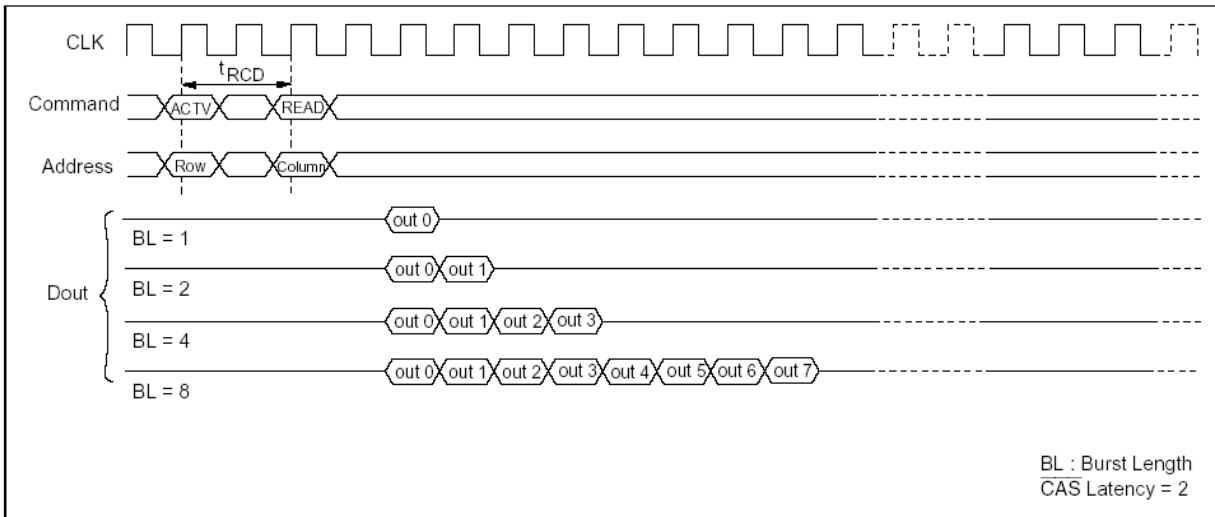 CLK
tRCD
Command ACTV READ
Address Row Column
out 0
BL = 1
out 0 out 1
Dout
BL = 2
out 0 out 1 out 2 out 3
BL = 4
out 0 out 1 out 2 out 3 out 4 out 5 out 6 out 7
BL = 8
BL : Burst Length
C̅A̅S̅ Latency = 2